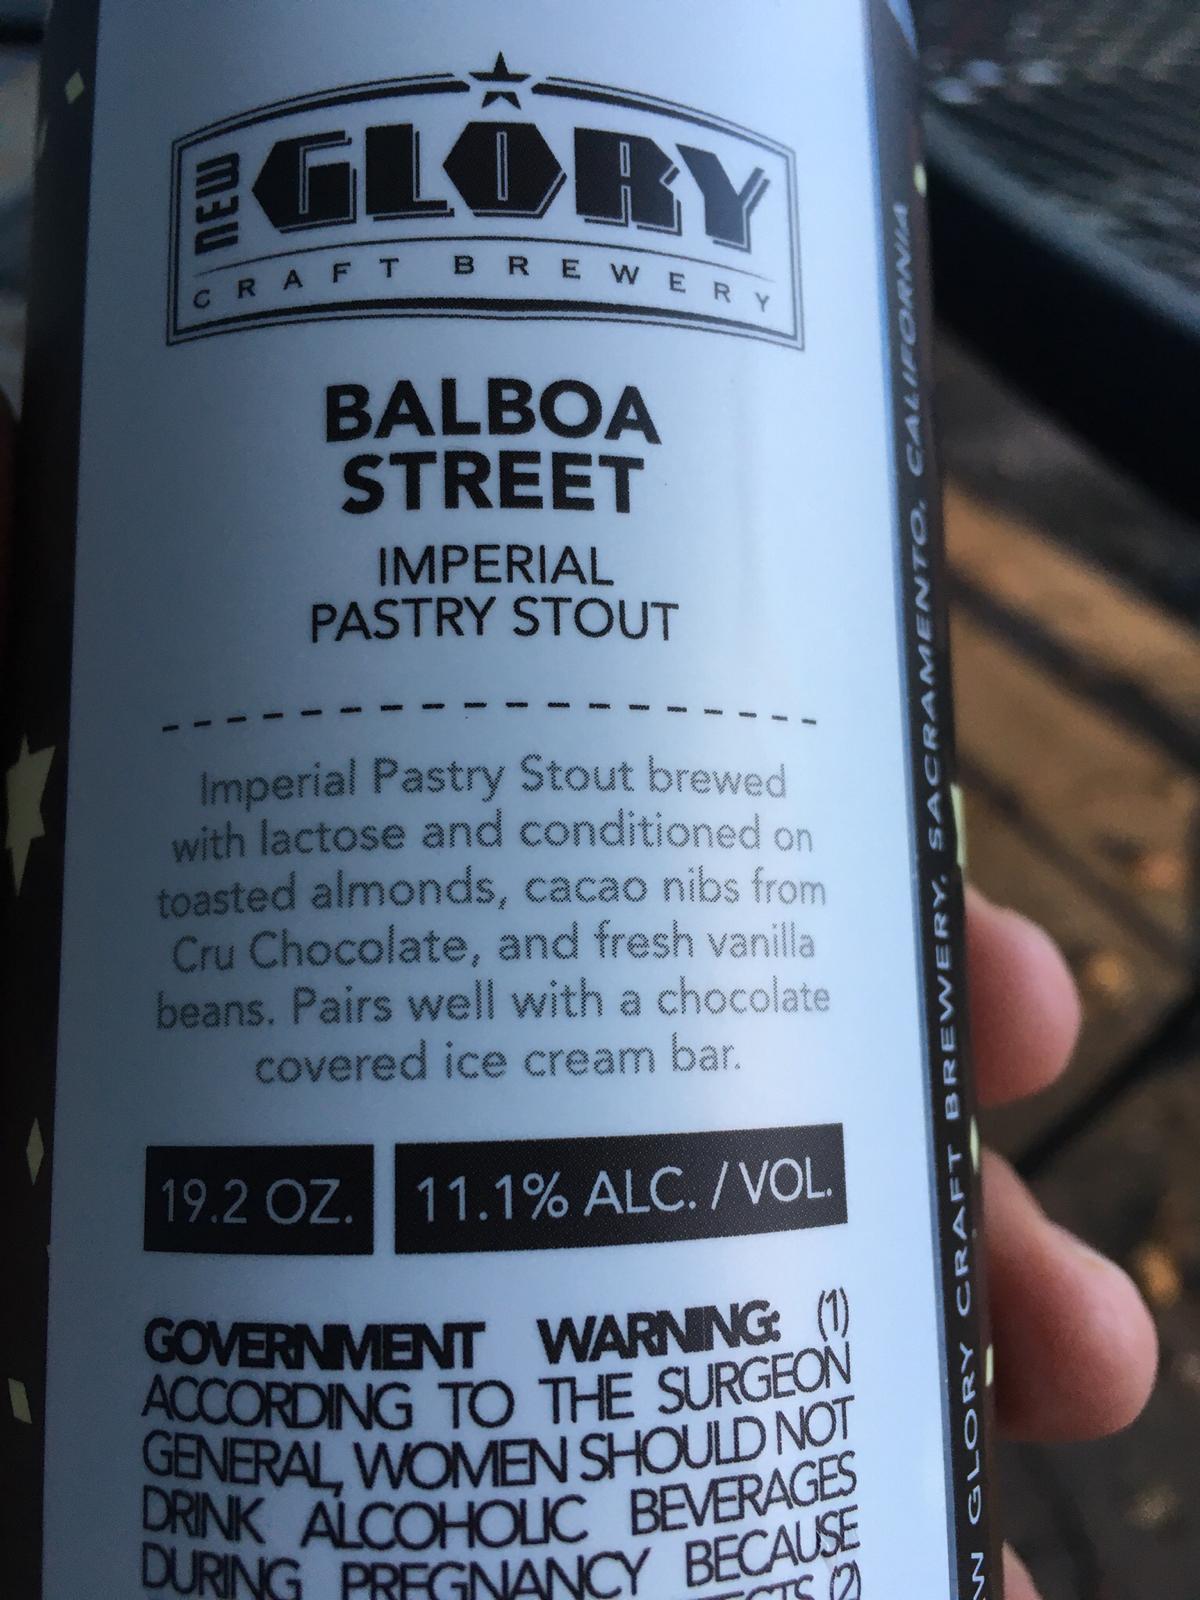 NEW GLORY
CRAFT BREWERY
BALBOA
STREET
IMPERIAL
PASTRY STOUT
Imperial Pastry Stout brewed
with lactose and conditioned on
toasted almonds, cacao nibs from
Cru Chocolate, and fresh vanilla
beans. Pairs well with a chocolate
covered ice cream bar.
19.2 OZ. 11.1% ALC. / VOL.
GOVERNMENT WARNING: (1)
ACCORDING TO THE SURGEON
GENERAL, WOMEN SHOULD NOT
DRINK ALCOHOLIC BEVERAGES
DURING PREGNANCY BECAUSE
(2)
GLORY CRAFT BREWERY. SACRAMENTO, CALIFORNIA